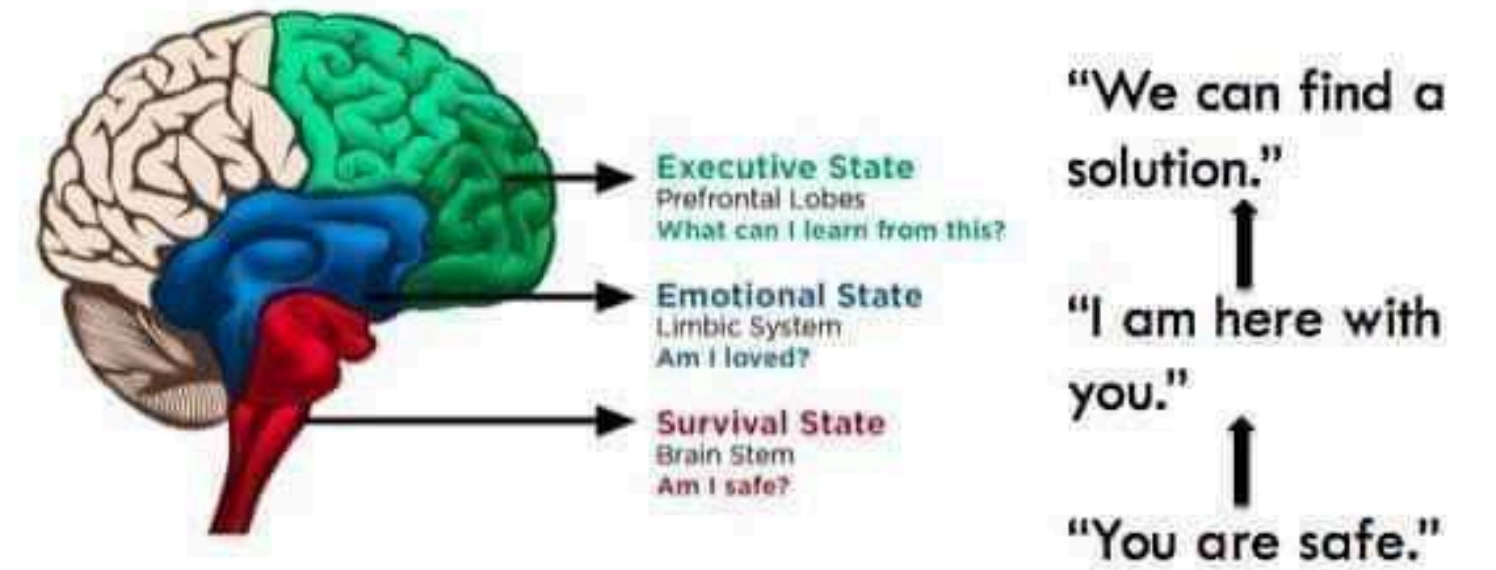 Executive State
Prefrontal Lobes
What can I learn from this?
Emotional State
Limbic System
Am I loved?
Survival State
Brain Stem
Am I safe?
“We can find a
solution.”
“I am here with
you.”
“You are safe.”